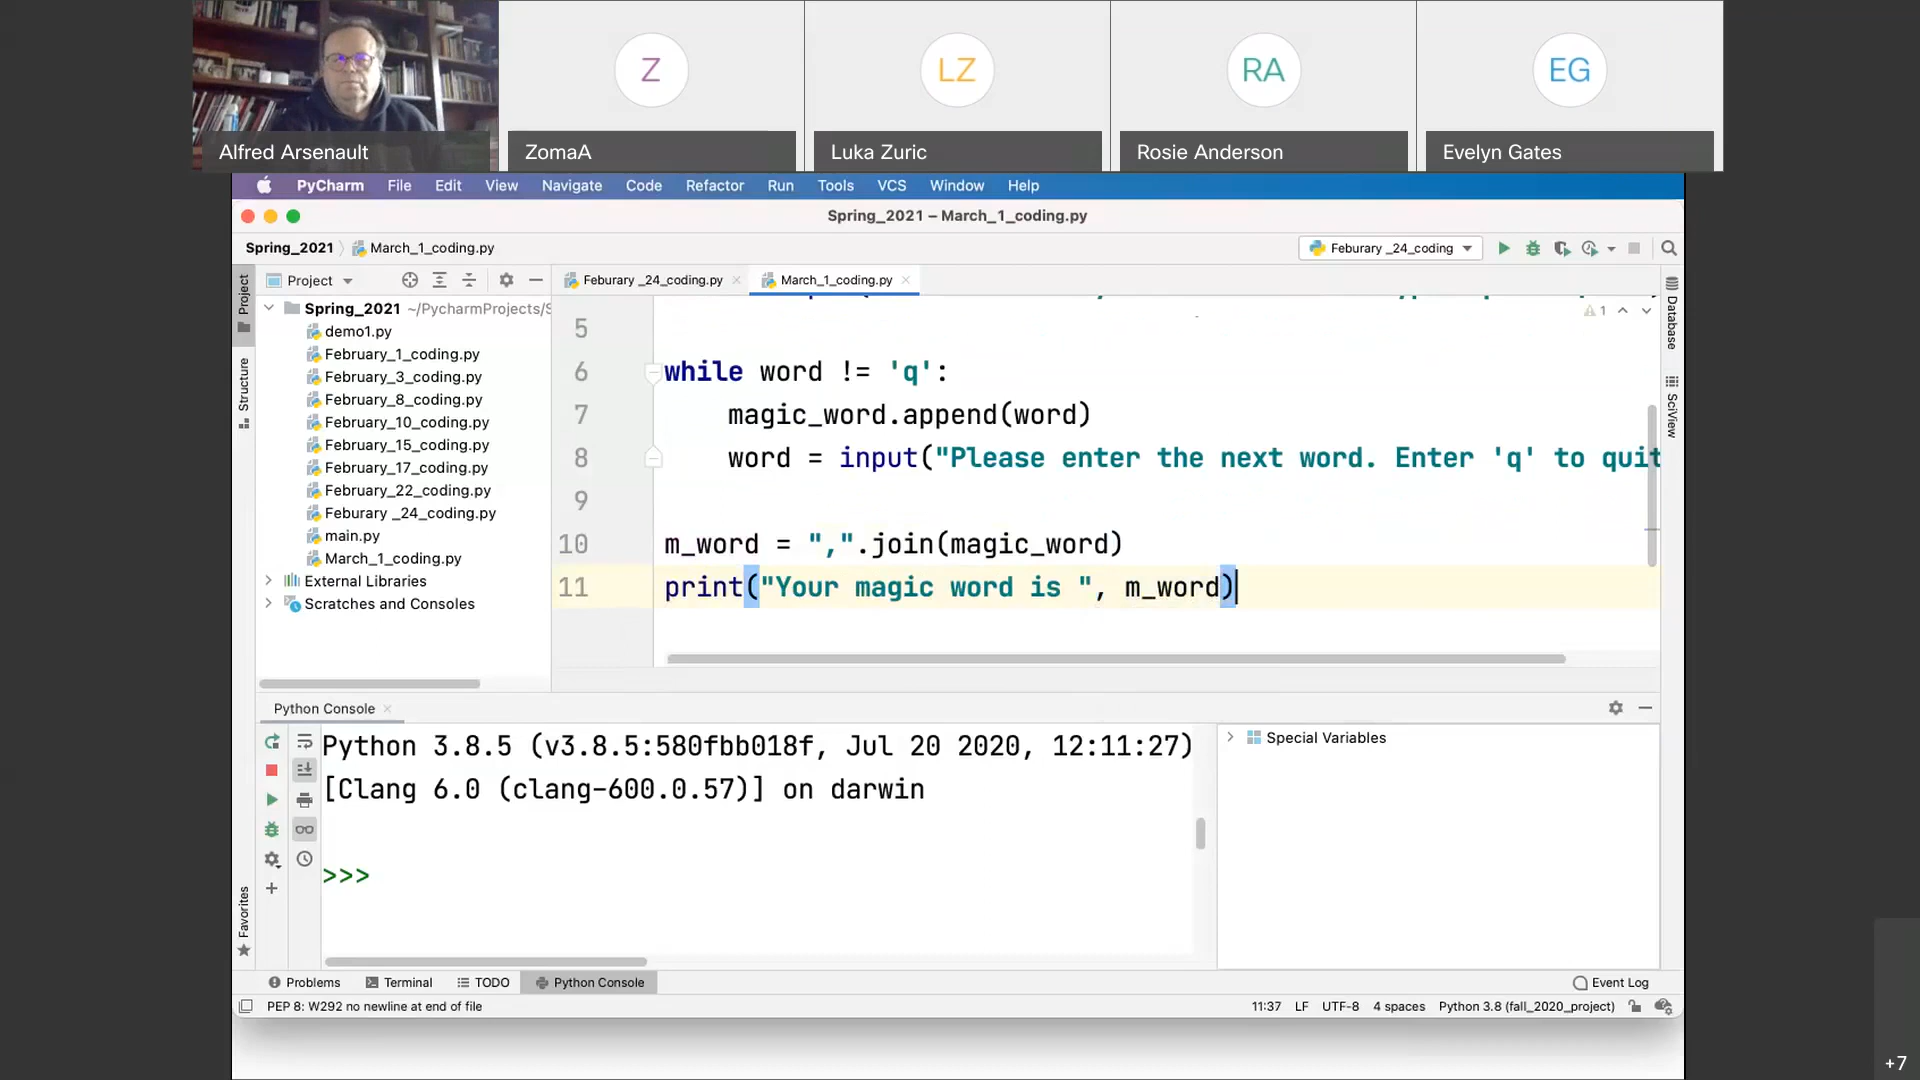 Z
LZ
RA
EG
Alfred Arsenault
ZomaA
Luka Zuric
Rosie Anderson
Evelyn Gates
PyCharm File Edit View Navigate Code Refactor Run Tools VCS Window Help
Spring_2021 – March_1_coding.py
Spring_2021 March_1_coding.py
Feburary _24_coding
Project
Feburary _24_coding.py
March_1_coding.py
Project
Structure
Favorites
Database
SciView
Spring_2021 ~/PycharmProjects/S
demo1.py
February_1_coding.py
February_3_coding.py
February_8_coding.py
February_10_coding.py
February_15_coding.py
February_17_coding.py
February_22_coding.py
Feburary _24_coding.py
main.py
March_1_coding.py
External Libraries
Scratches and Consoles
1
5
6 while word != 'q':
7 magic_word.append(word)
8 word = input("Please enter the next word. Enter 'q' to quit
9
10 m_word = ",".join(magic_word)
11 print("Your magic word is ", m_word)
Python Console
Python 3.8.5 (v3.8.5:580fbb018f, Jul 20 2020, 12:11:27)
[Clang 6.0 (clang-600.0.57)] on darwin
>>>
Special Variables
Problems Terminal TODO Python Console Event Log
PEP 8: W292 no newline at end of file
11:37 LF UTF-8 4 spaces Python 3.8 (fall_2020_project)
+7